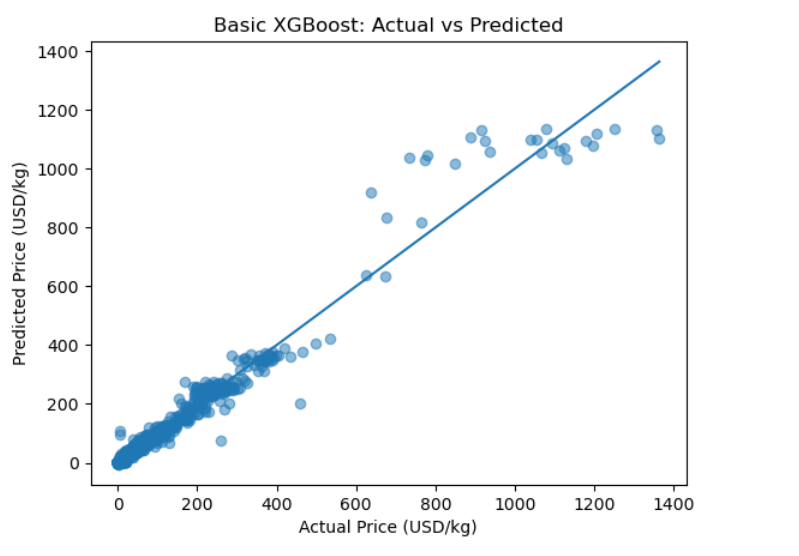 Basic XGBoost: Actual vs Predicted
1400
1200
1000
800
600
400
200
0
Predicted Price (USD/kg)
0 200 400 600 800 1000 1200 1400
Actual Price (USD/kg)